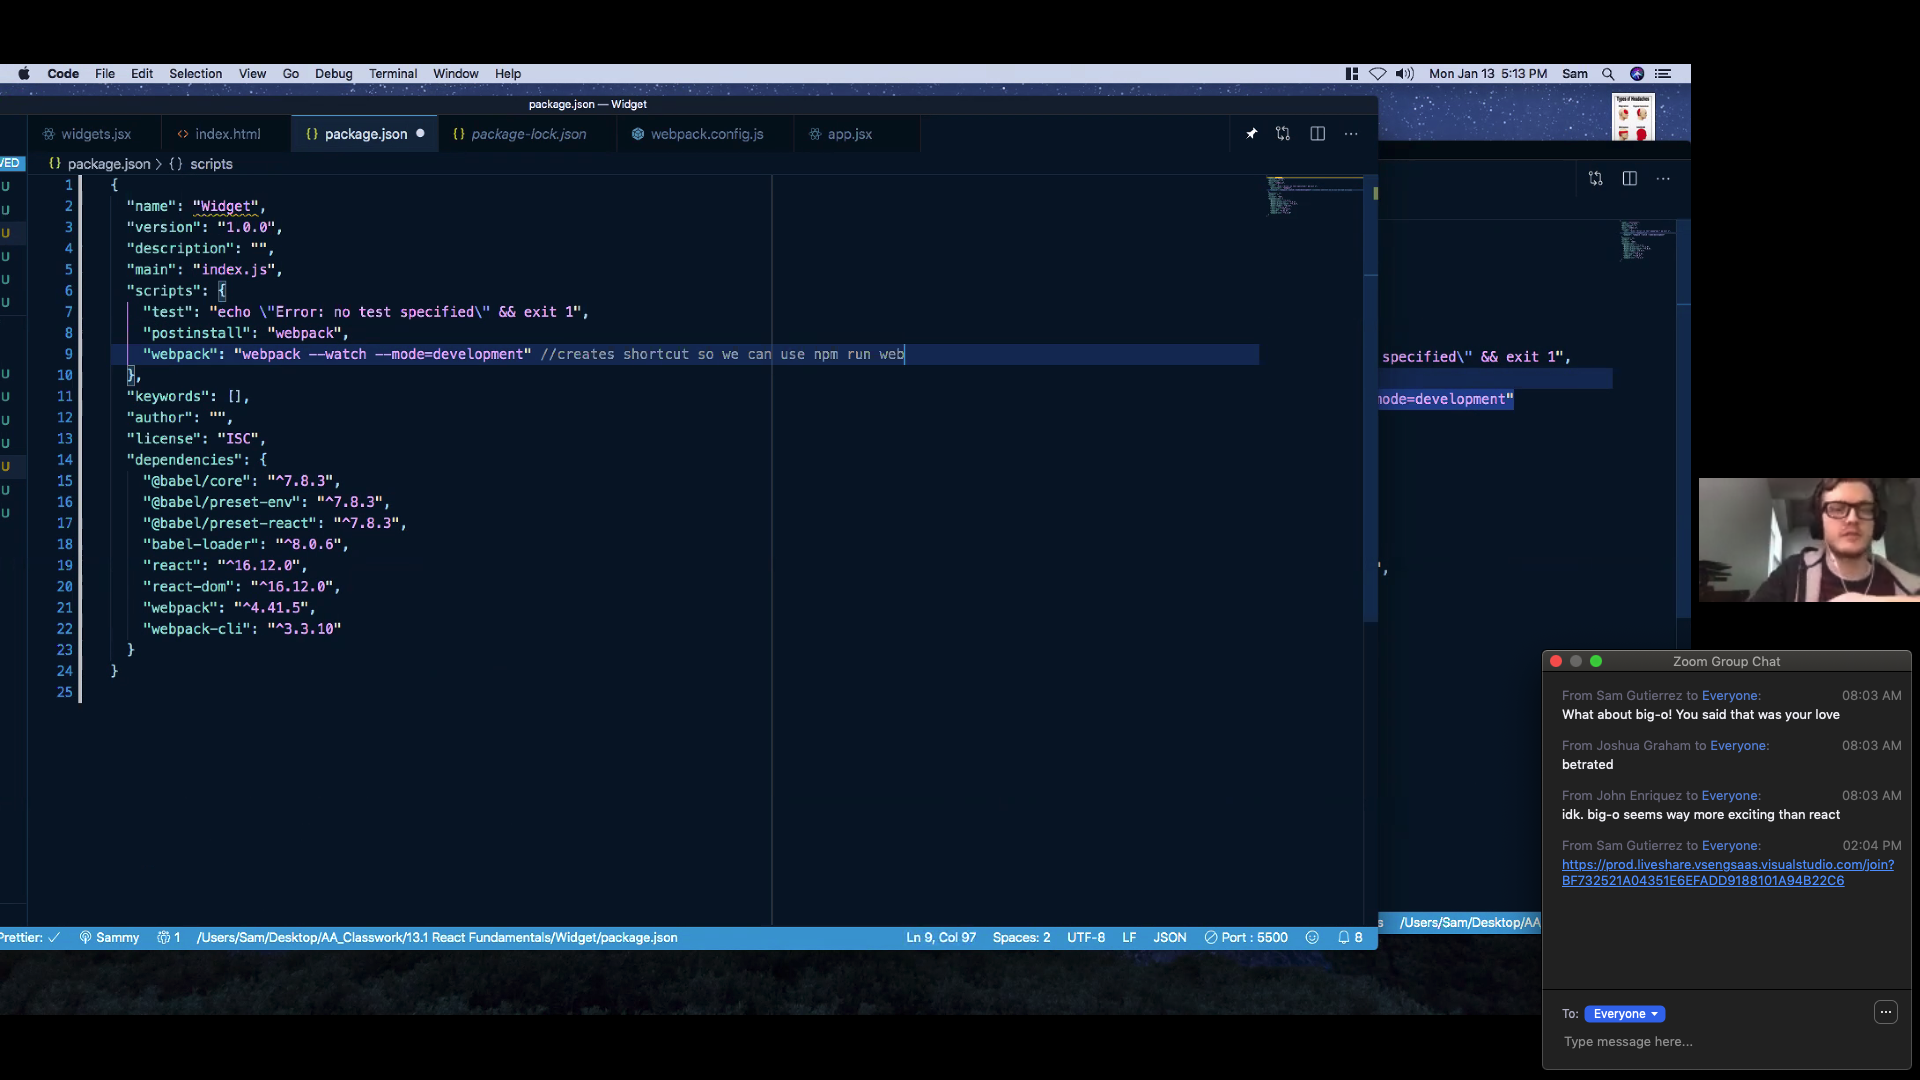 Code File Edit Selection View Go Debug Terminal Window Help
Mon Jan 13 5:13 PM Sam
Types of Headaches
package.json — Widget
widgets.jsx index.html package.json package-lock.json webpack.config.js app.jsx
VED
package.json > {} scripts
U
U
U
U
U
U
U
U
U
U
U
U
U
1 {
2 "name": "Widget",
3 "version": "1.0.0",
4 "description": "",
5 "main": "index.js",
6 "scripts": {
7 "test": "echo \"Error: no test specified\" && exit 1",
8 "postinstall": "webpack",
9 "webpack": "webpack --watch --mode=development" //creates shortcut so we can use npm run web
10 },
11 "keywords": [],
12 "author": "",
13 "license": "ISC",
14 "dependencies": {
15 "@babel/core": "^7.8.3",
16 "@babel/preset-env": "^7.8.3",
17 "@babel/preset-react": "^7.8.3",
18 "babel-loader": "^8.0.6",
19 "react": "^16.12.0",
20 "react-dom": "^16.12.0",
21 "webpack": "^4.41.5",
22 "webpack-cli": "^3.3.10"
23 }
24 }
25
specified\" && exit 1",
mode=development"
",
Prettier: ✓ Sammy 1 /Users/Sam/Desktop/AA_Classwork/13.1 React Fundamentals/Widget/package.json Ln 9, Col 97 Spaces: 2 UTF-8 LF JSON Port : 5500 8
s /Users/Sam/Desktop/AA
Zoom Group Chat
From Sam Gutierrez to Everyone: 08:03 AM
What about big-o! You said that was your love
From Joshua Graham to Everyone: 08:03 AM
betrated
From John Enriquez to Everyone: 08:03 AM
idk. big-o seems way more exciting than react
From Sam Gutierrez to Everyone: 02:04 PM
https://prod.liveshare.vsengsaas.visualstudio.com/join?
BF732521A04351E6EFADD9188101A94B22C6
To: Everyone
Type message here...